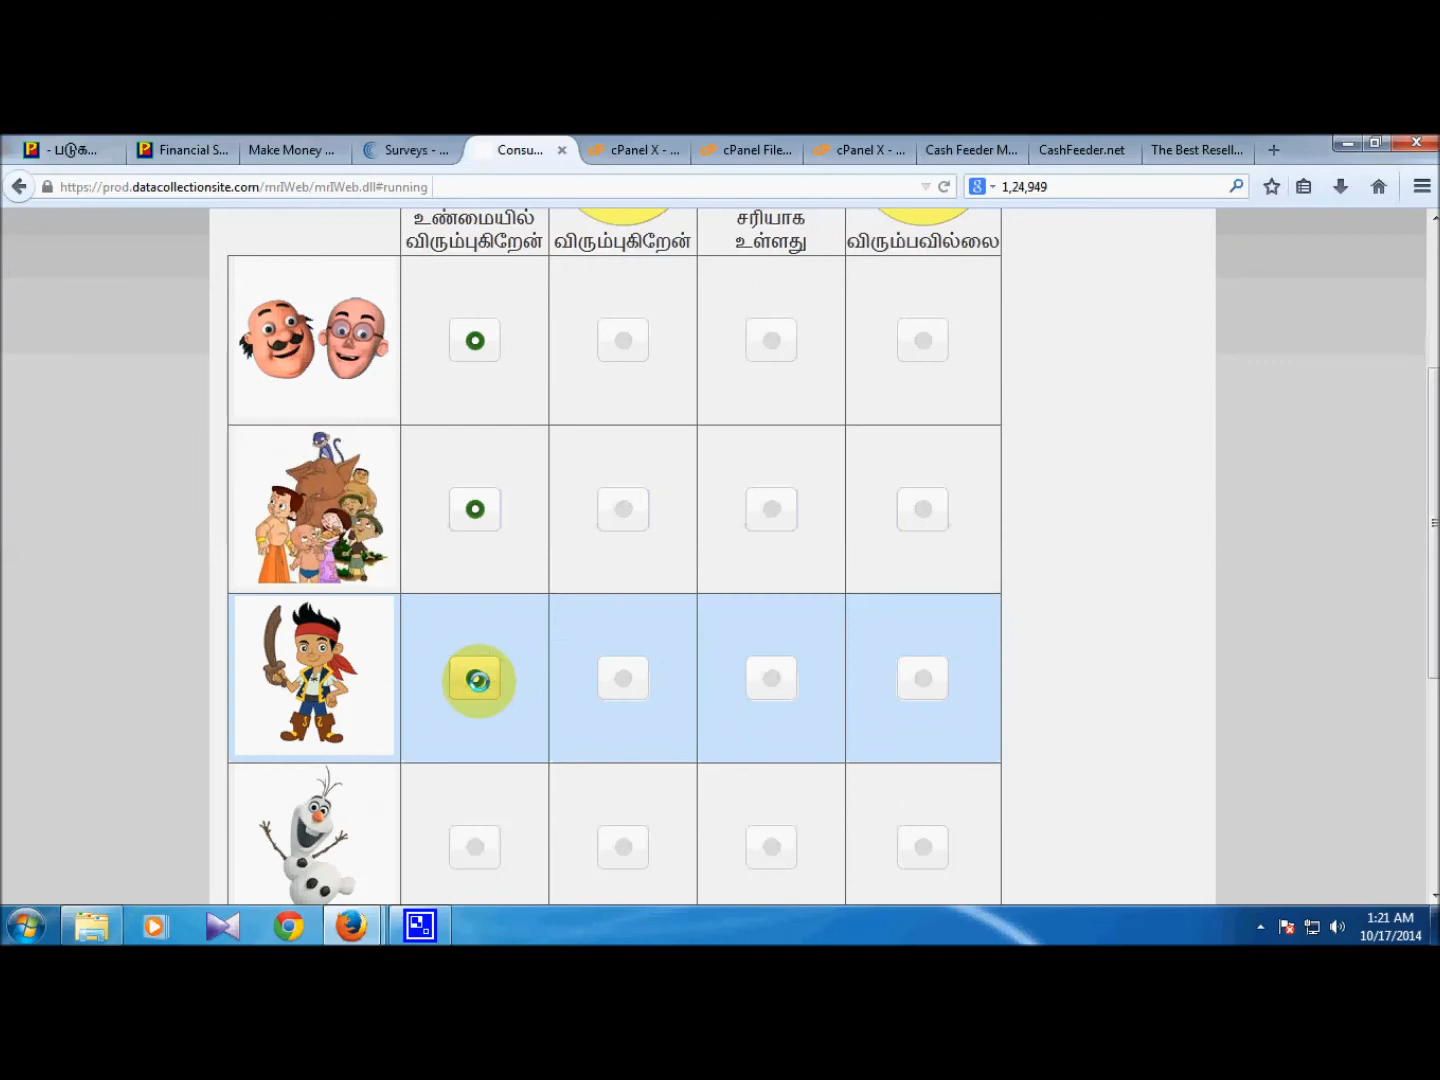 - படுக...
Financial S...
Make Money ...
Surveys - ...
Consu...
cPanel X - ...
cPanel File...
cPanel X - ...
Cash Feeder M...
CashFeeder.net
The Best Resell...
https://prod.datacollectionsite.com/mrIWeb/mrIWeb.dll#running
1,24,949
உண்மையில்
விரும்புகிறேன்
விரும்புகிறேன்
சரியாக
உள்ளது
விரும்பவில்லை
1:21 AM
10/17/2014